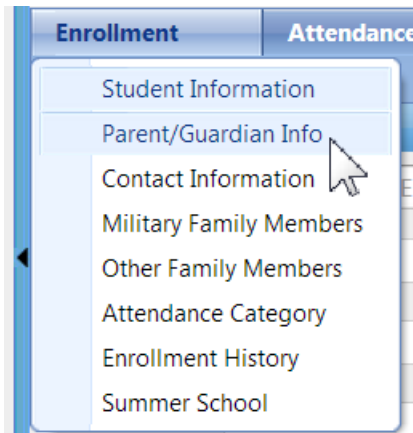 Enrollment Attendance
Student Information
Parent/Guardian Info
Contact Information
Military Family Members
Other Family Members
Attendance Category
Enrollment History
Summer School